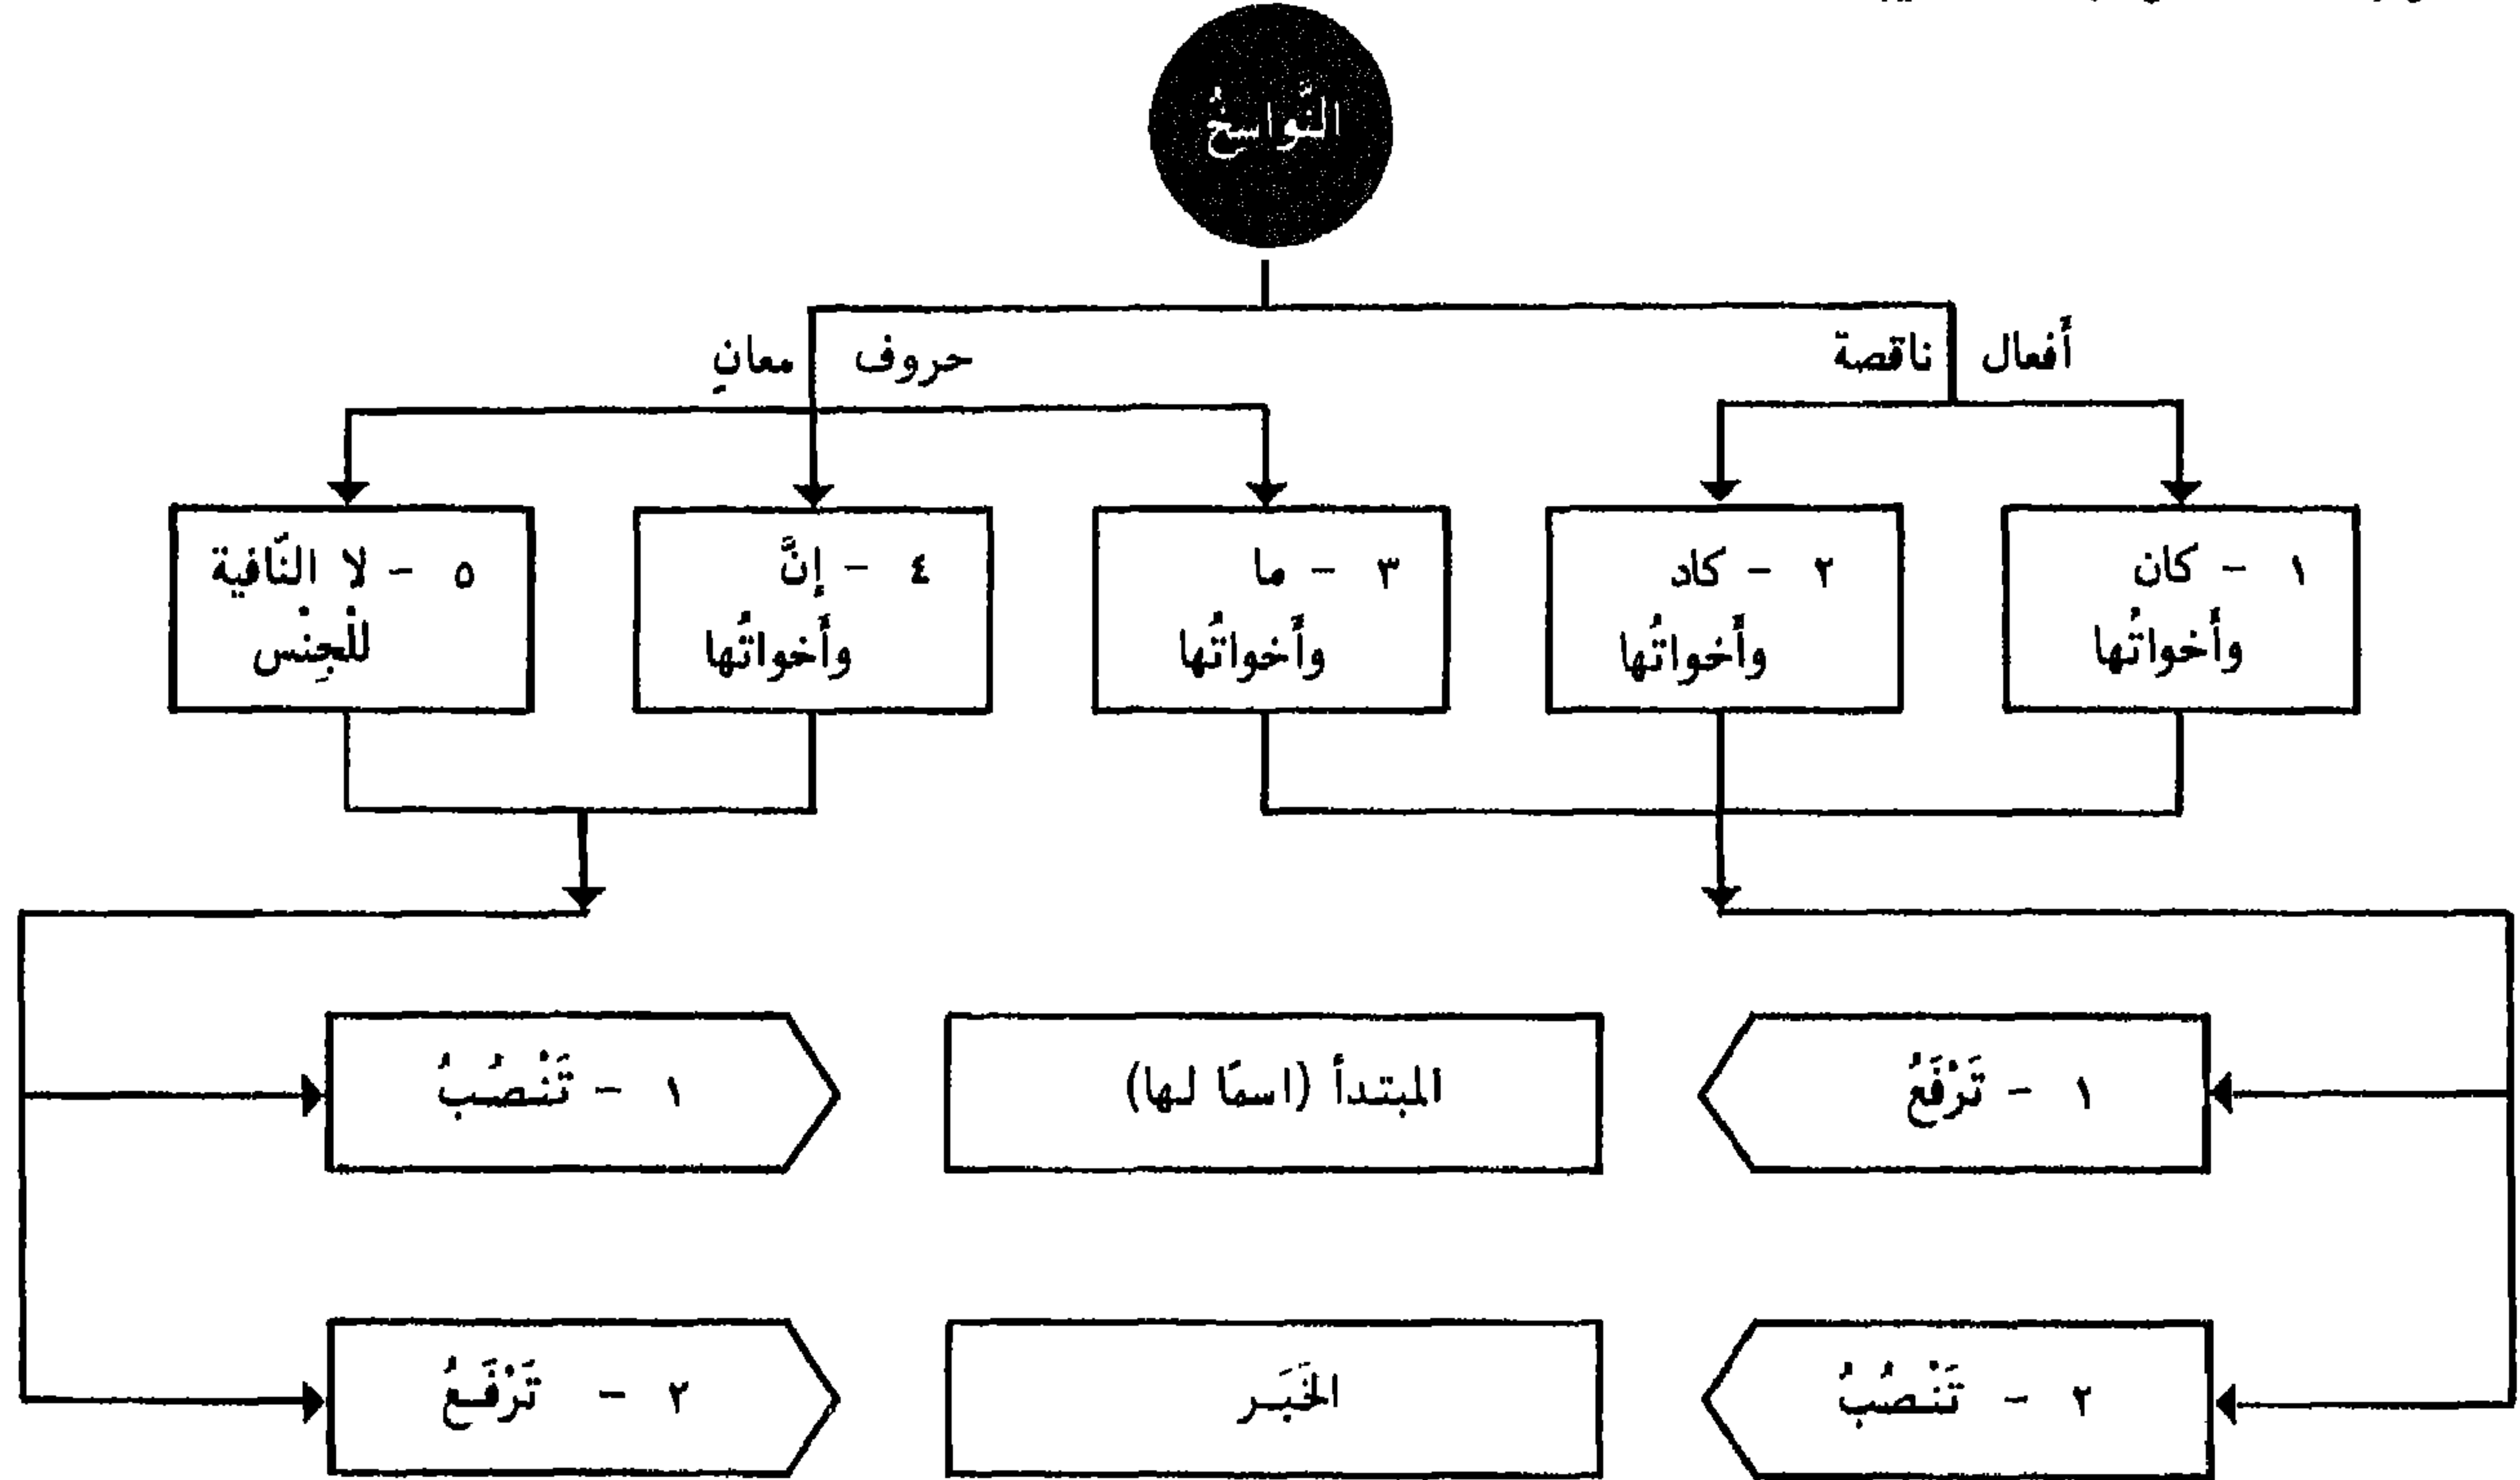 النَّواسِخُ
أفعال ناقصة
حروف معانٍ
١ - كان
وأخواتُها
٢ - كاد
وأخواتُها
٣ - ما
وأخواتُها
٤ - إنَّ
وأخواتُها
٥ - لا النَّافية
للْجِنْس
١ - تَرْفَعُ
المبتدأ (اسمًا لها)
١ - تَنْصُبُ
٢ - تَنْصُبُ
الخَبَر
٢ - تَرْفَعُ